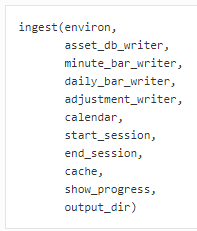 ingest(environ,
asset_db_writer,
minute_bar_writer,
daily_bar_writer,
adjustment_writer,
calendar,
start_session,
end_session,
cache,
show_progress,
output_dir)